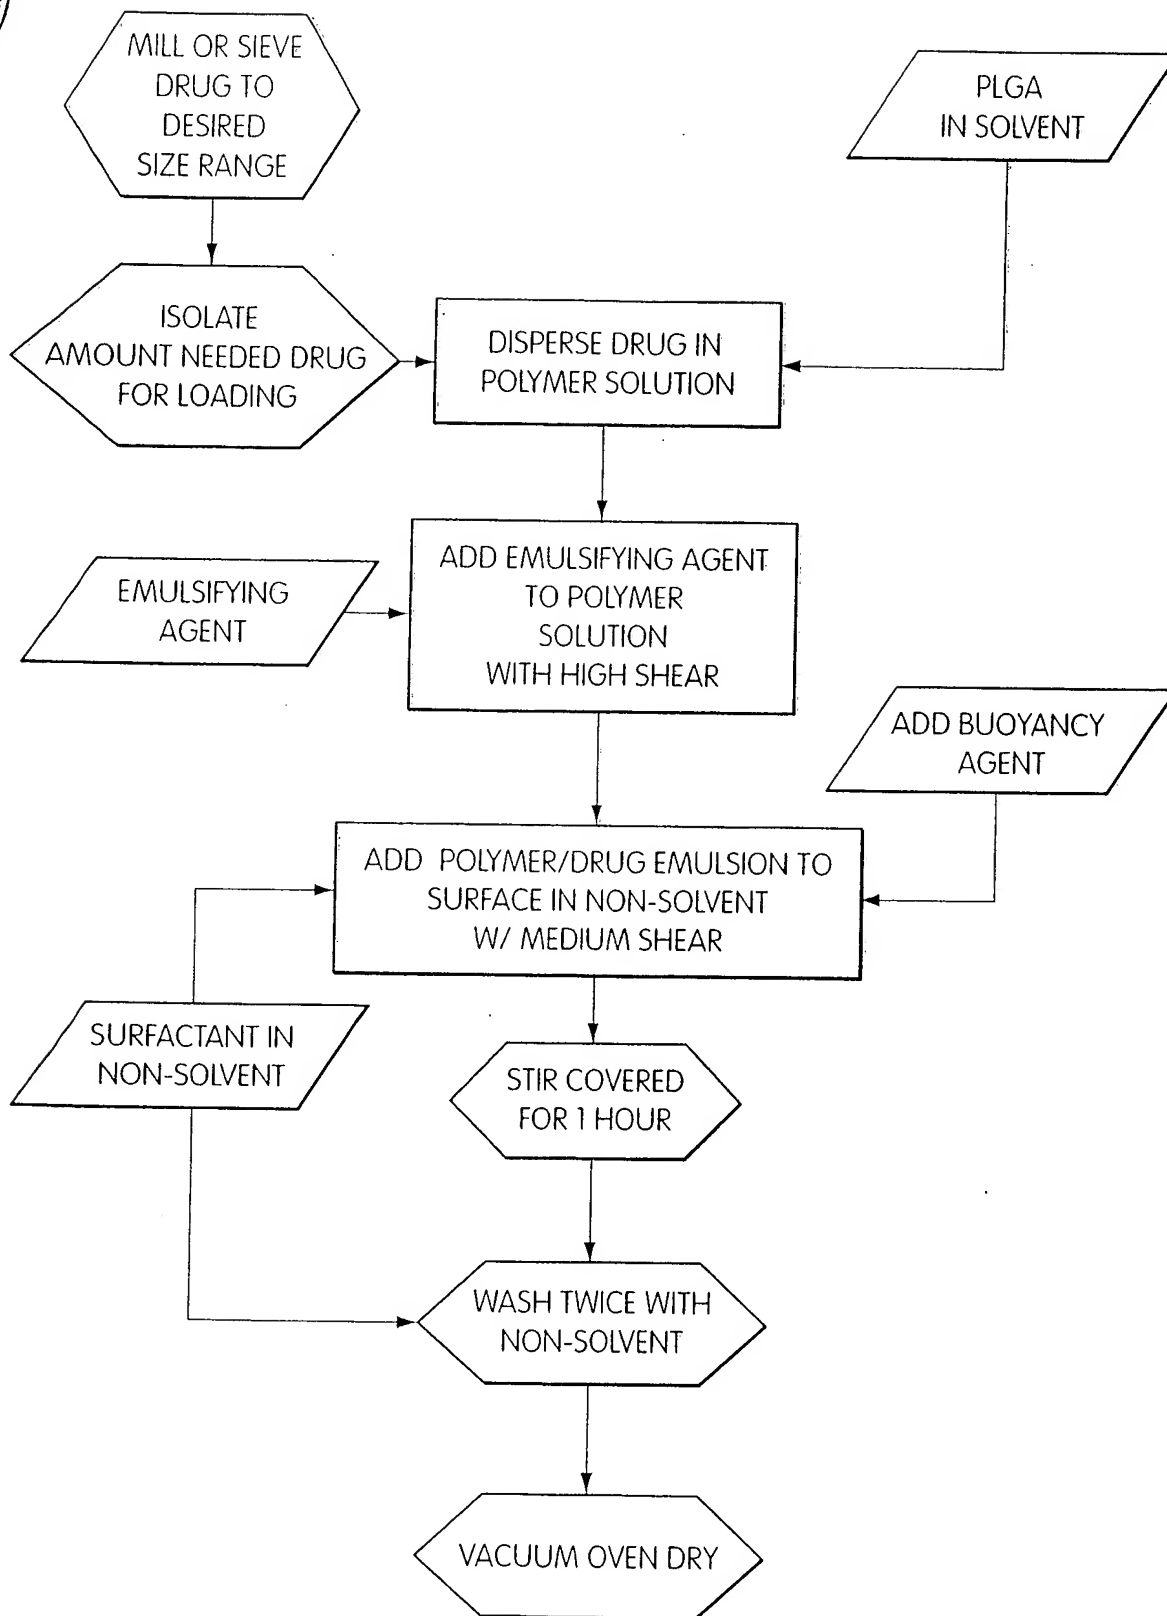 MILL OR SIEVE
DRUG TO
DESIRED
SIZE RANGE
PLGA
IN SOLVENT
ISOLATE
AMOUNT NEEDED DRUG
FOR LOADING
DISPERSE DRUG IN
POLYMER SOLUTION
EMULSIFYING
AGENT
ADD EMULSIFYING AGENT
TO POLYMER
SOLUTION
WITH HIGH SHEAR
ADD BUOYANCY
AGENT
ADD POLYMER/DRUG EMULSION TO
SURFACE IN NON-SOLVENT
W/ MEDIUM SHEAR
SURFACTANT IN
NON-SOLVENT
STIR COVERED
FOR 1 HOUR
WASH TWICE WITH
NON-SOLVENT
VACUUM OVEN DRY